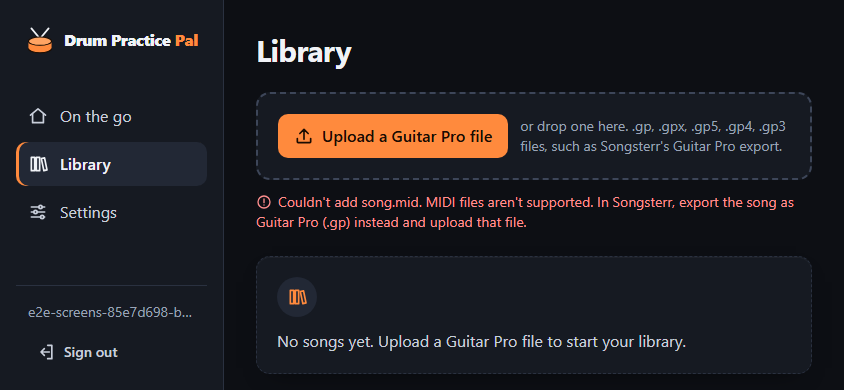 Drum Practice Pal
On the go
Library
Settings
e2e-screens-85e7d698-b...
Sign out
Library
Upload a Guitar Pro file
or drop one here. .gp, .gpx, .gp5, .gp4, .gp3
files, such as Songsterr's Guitar Pro export.
Couldn't add song.mid. MIDI files aren't supported. In Songsterr, export the song as
Guitar Pro (.gp) instead and upload that file.
No songs yet. Upload a Guitar Pro file to start your library.